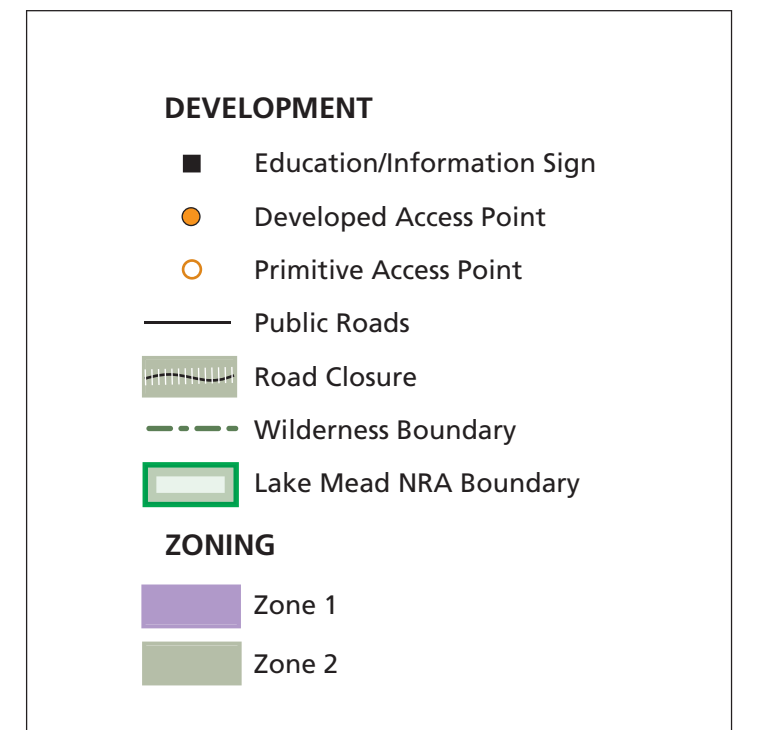 DEVELOPMENT
Education/Information Sign
Developed Access Point
Primitive Access Point
Public Roads
Road Closure
Wilderness Boundary
Lake Mead NRA Boundary
ZONING
Zone 1
Zone 2